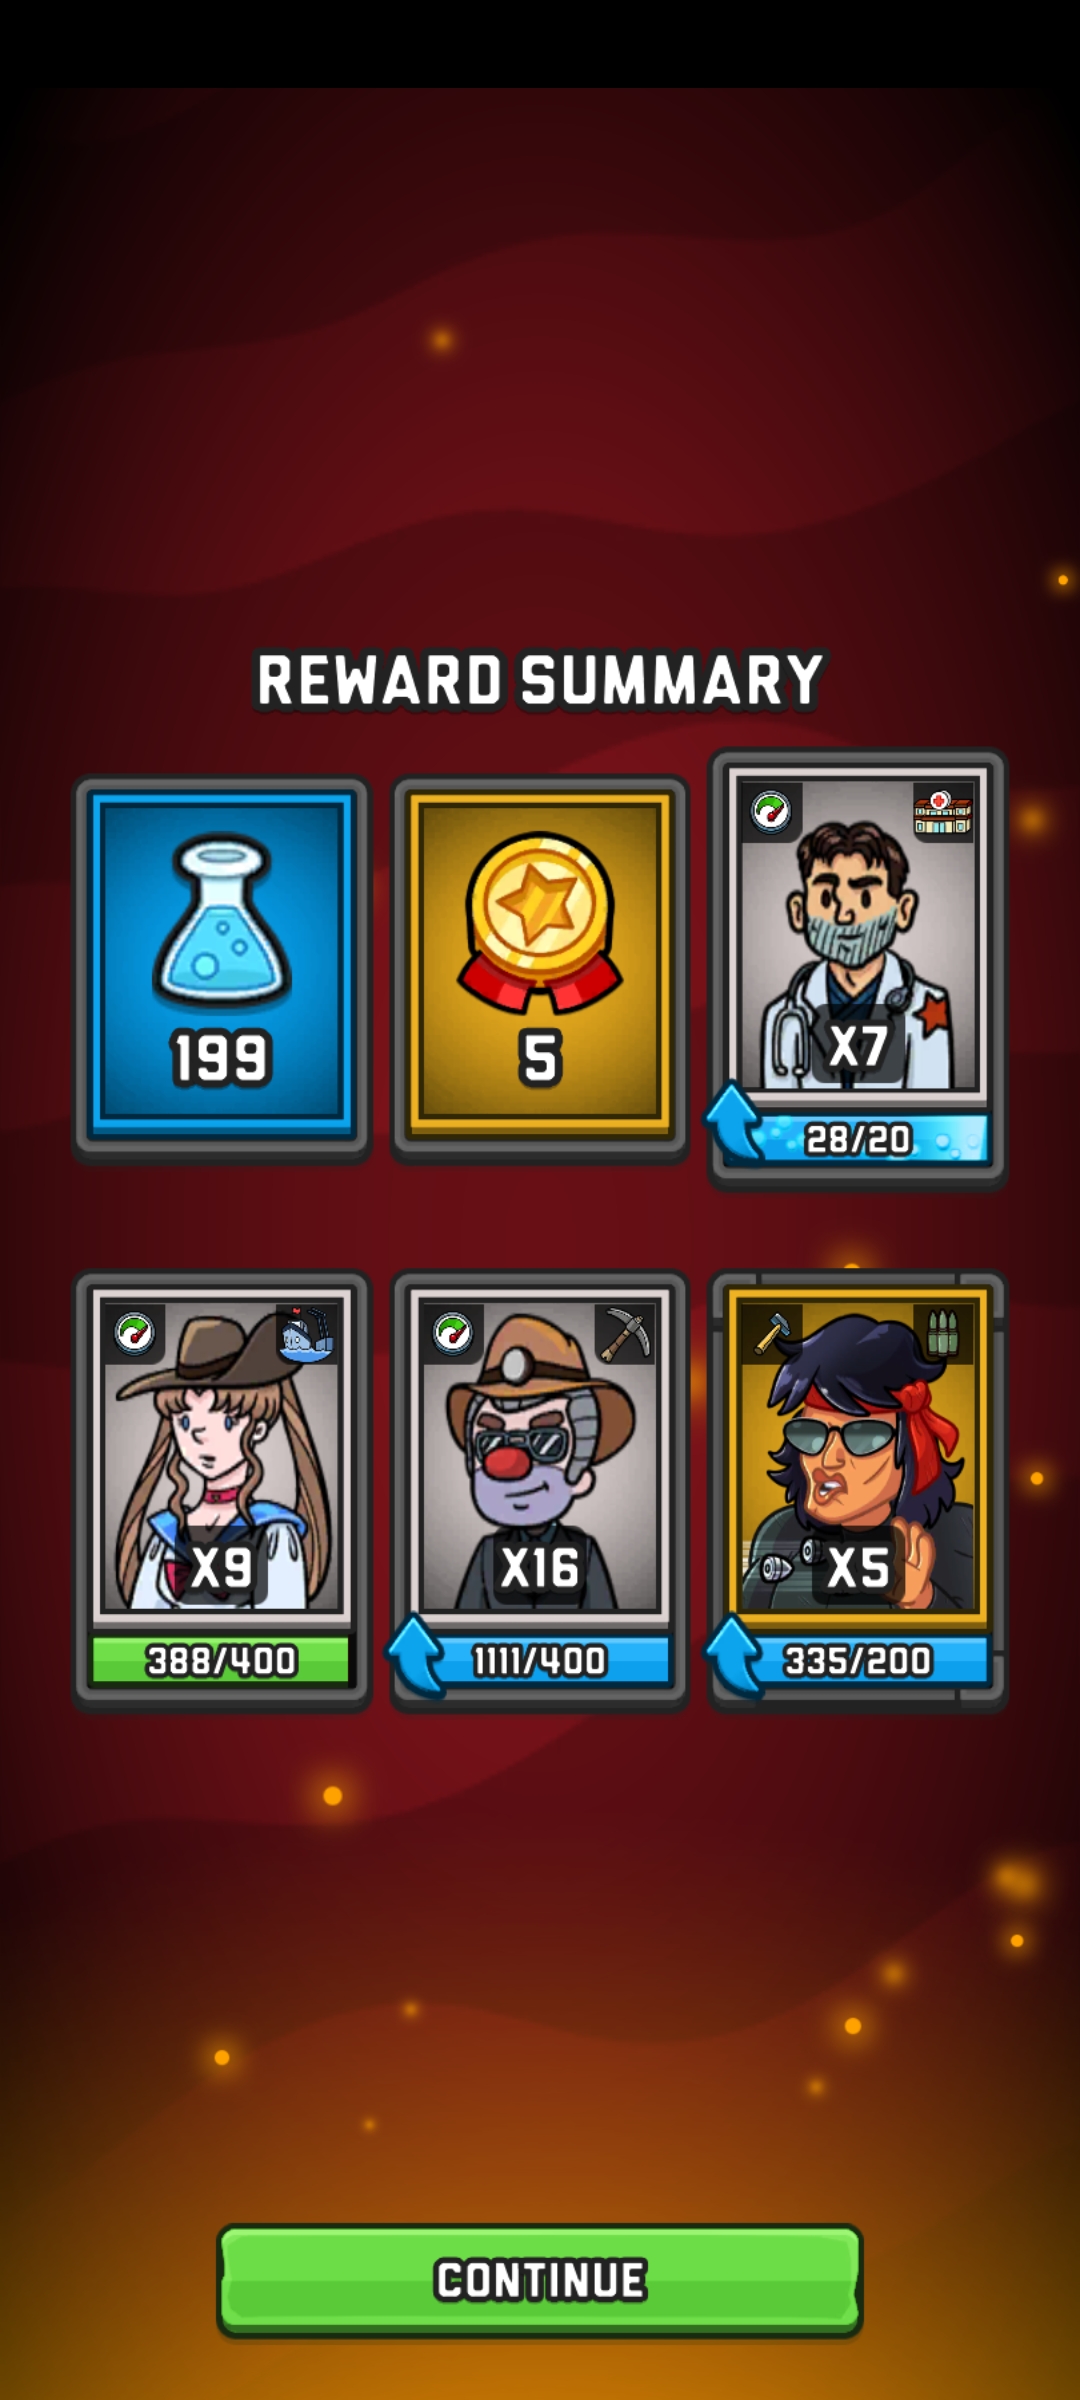 REWARD SUMMARY
199
5
X7
28/20
X9
388/400
X16
1111/400
X5
335/200
CONTINUE